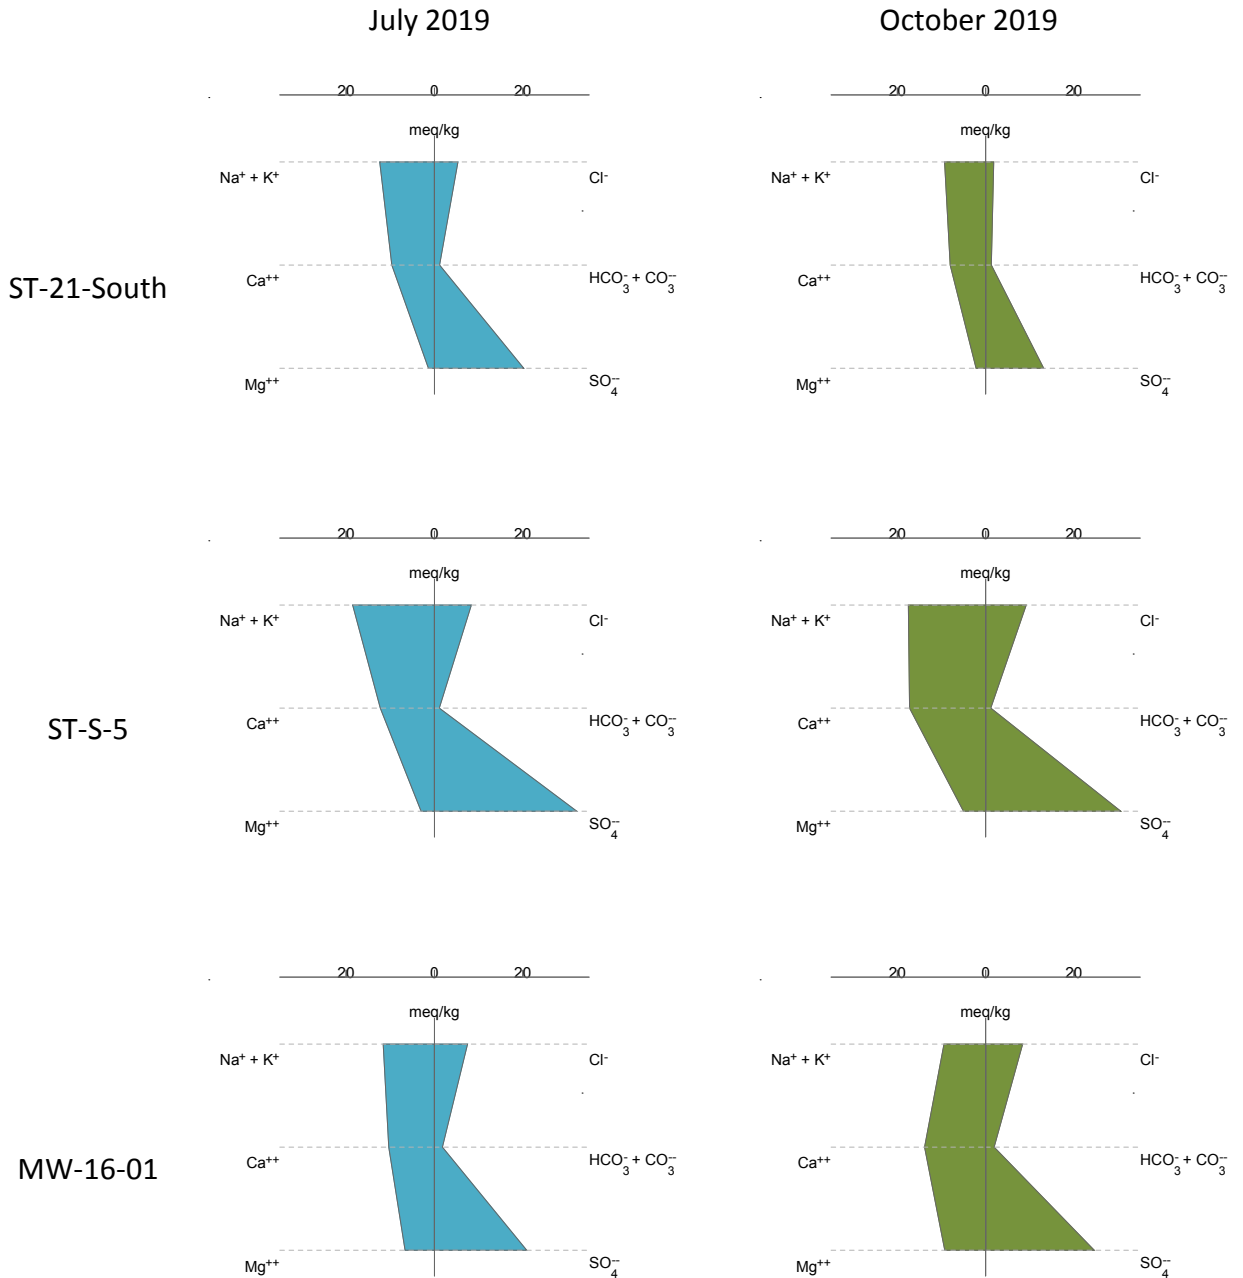 July 2019 October 2019
20 0 20 20 0 20
meq/kg meq/kg
Na⁺ + K⁺ Cl⁻ Na⁺ + K⁺ Cl⁻
ST-21-South
Ca⁺⁺ HCO₃⁻ + CO₃⁻⁻ Ca⁺⁺ HCO₃⁻ + CO₃⁻⁻
Mg⁺⁺ SO₄⁻⁻ Mg⁺⁺ SO₄⁻⁻
20 0 20 20 0 20
meq/kg meq/kg
Na⁺ + K⁺ Cl⁻ Na⁺ + K⁺ Cl⁻
ST-S-5
Ca⁺⁺ HCO₃⁻ + CO₃⁻⁻ Ca⁺⁺ HCO₃⁻ + CO₃⁻⁻
Mg⁺⁺ SO₄⁻⁻ Mg⁺⁺ SO₄⁻⁻
20 0 20 20 0 20
meq/kg meq/kg
Na⁺ + K⁺ Cl⁻ Na⁺ + K⁺ Cl⁻
MW-16-01
Ca⁺⁺ HCO₃⁻ + CO₃⁻⁻ Ca⁺⁺ HCO₃⁻ + CO₃⁻⁻
Mg⁺⁺ SO₄⁻⁻ Mg⁺⁺ SO₄⁻⁻